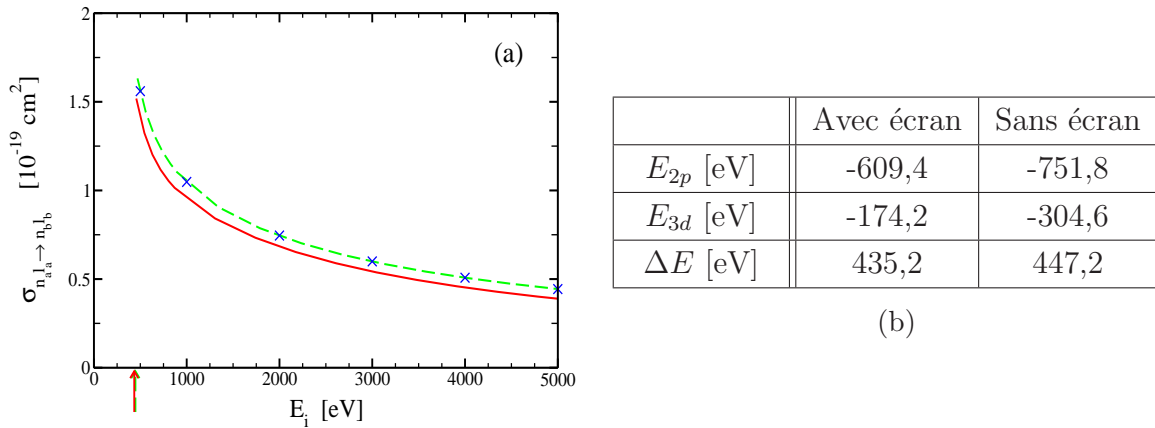 2
1.5
1
0.5
0
0 1000 2000 3000 4000 5000
(a)
σ n_a l_a → n_b l_b [10^-19 cm^2]
E_i [eV]
Avec écran Sans écran
E_2p [eV] -609,4 -751,8
E_3d [eV] -174,2 -304,6
ΔE [eV] 435,2 447,2
(b)